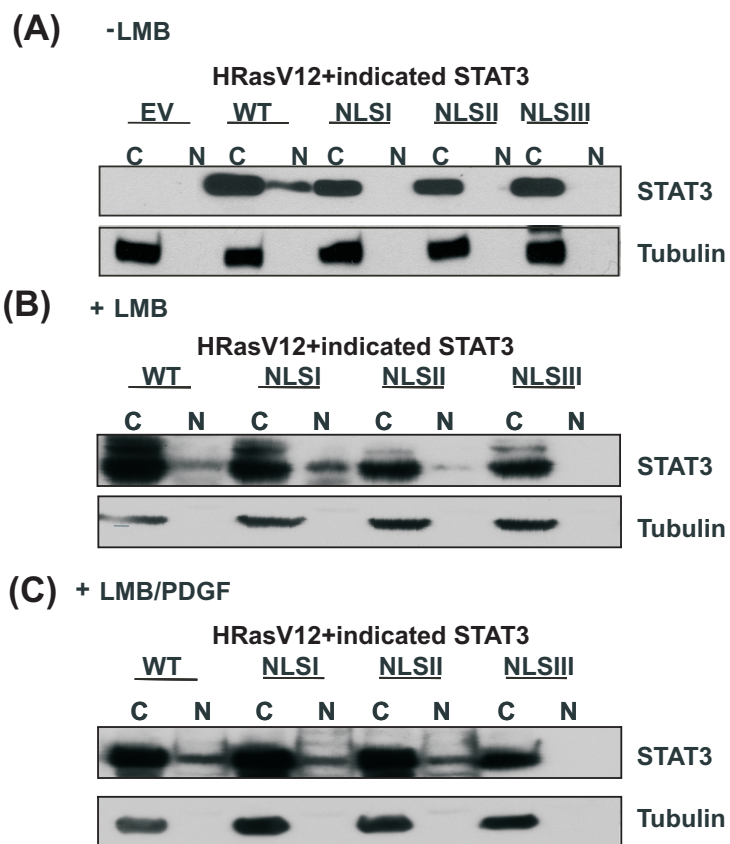 (A) -LMB
HRasV12+indicated STAT3
EV WT NLSI NLSII NLSIII
C N C N C N C N C N
STAT3
Tubulin
(B) + LMB
HRasV12+indicated STAT3
WT NLSI NLSII NLSIII
C N C N C N C N
STAT3
Tubulin
(C) + LMB/PDGF
HRasV12+indicated STAT3
WT NLSI NLSII NLSIII
C N C N C N C N
STAT3
Tubulin